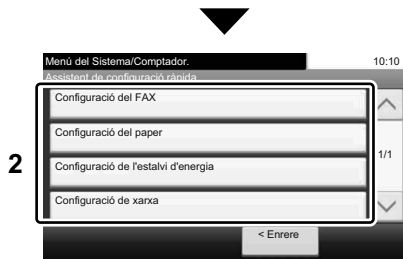 Menú del Sistema/Comptador.
10:10
Assistent de configuració ràpida
Configuració del FAX
Configuració del paper
1/1
2
Configuració de l'estalvi d'energia
Configuració de xarxa
< Enrere